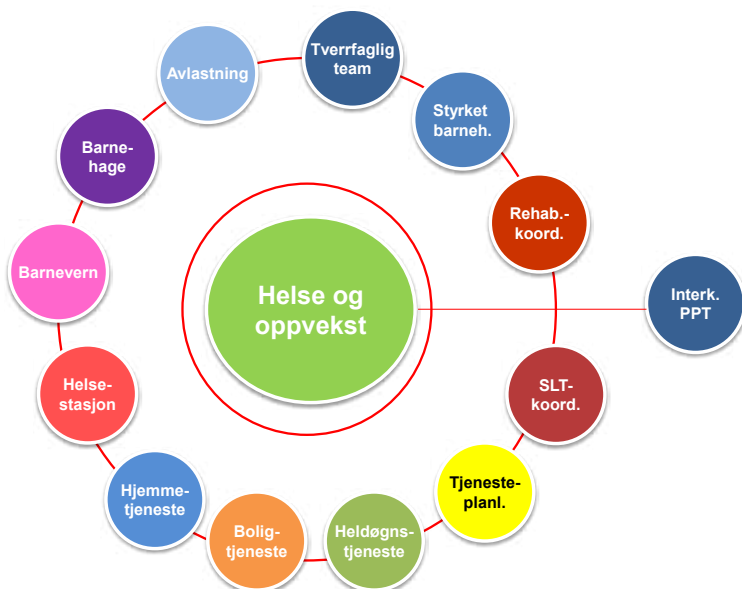 Tverrfaglig
team
Avlastning
Styrket
barneh.
Barne-
hage
Rehab.-
koord.
Barnevern
Helse og
oppvekst
Interk.
PPT
Helse-
stasjon
SLT-
koord.
Hjemme-
tjeneste
Tjeneste-
planl.
Bolig-
tjeneste
Heldøgns-
tjeneste